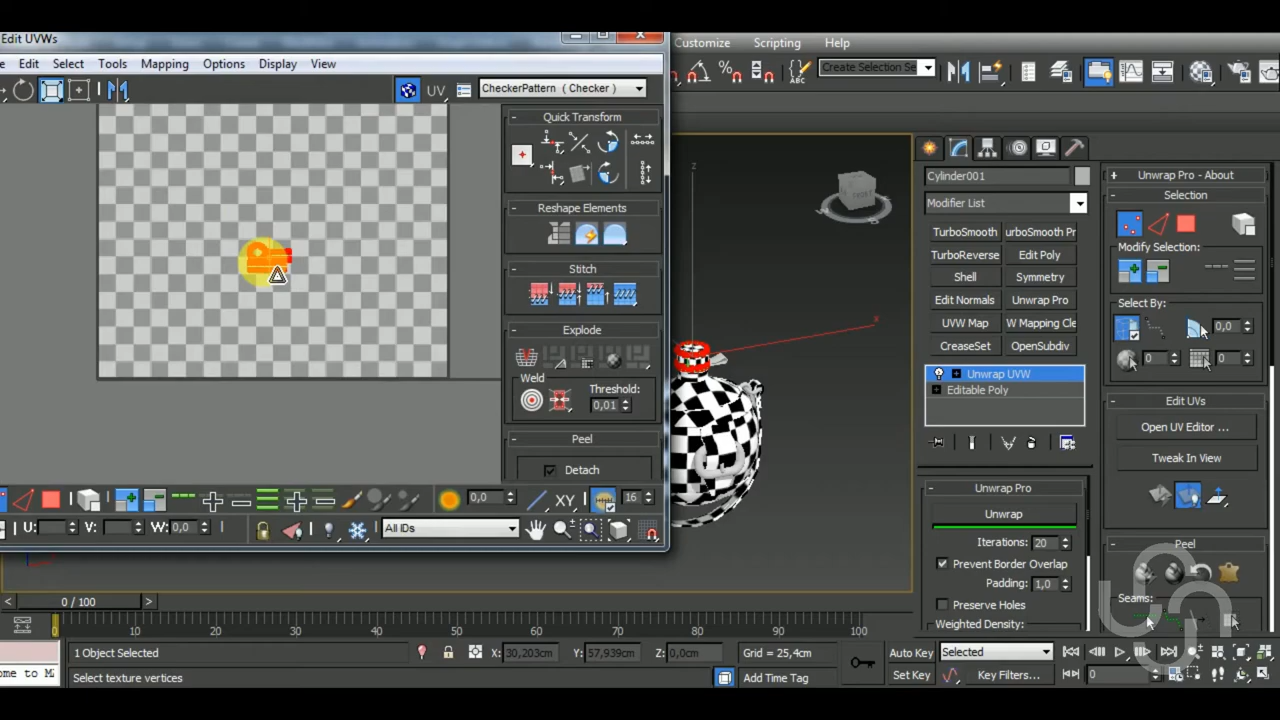 Edit UVWs
Customize Scripting Help
Edit Select Tools Mapping Options Display View
Create Selection Se
UV CheckerPattern ( Checker )
Quick Transform
Reshape Elements
Stitch
Explode
Weld Threshold:
0,01
Peel
Detach
0,0 XY 16
U: V: W: 0,0 All IDs
z
x
Cylinder001
Modifier List
TurboSmooth urboSmooth Pr
TurboReverse Edit Poly
Shell Symmetry
Edit Normals Unwrap Pro
UVW Map W Mapping Cle
CreaseSet OpenSubdiv
Unwrap UVW
Editable Poly
Unwrap Pro
Unwrap
Iterations: 20
Prevent Border Overlap
Padding: 1,0
Preserve Holes
Weighted Density:
Unwrap Pro - About
Selection
Modify Selection:
Select By:
0,0
0 0
Edit UVs
Open UV Editor ...
Tweak In View
Peel
Seams:
< 0 / 100 >
0 10 20 30 40 50 60 70 80 90 100
1 Object Selected X: 30,203cm Y: 57,939cm Z: 0,0cm Grid = 25,4cm Auto Key Selected
ome to M
Select texture vertices Add Time Tag Set Key Key Filters... 0